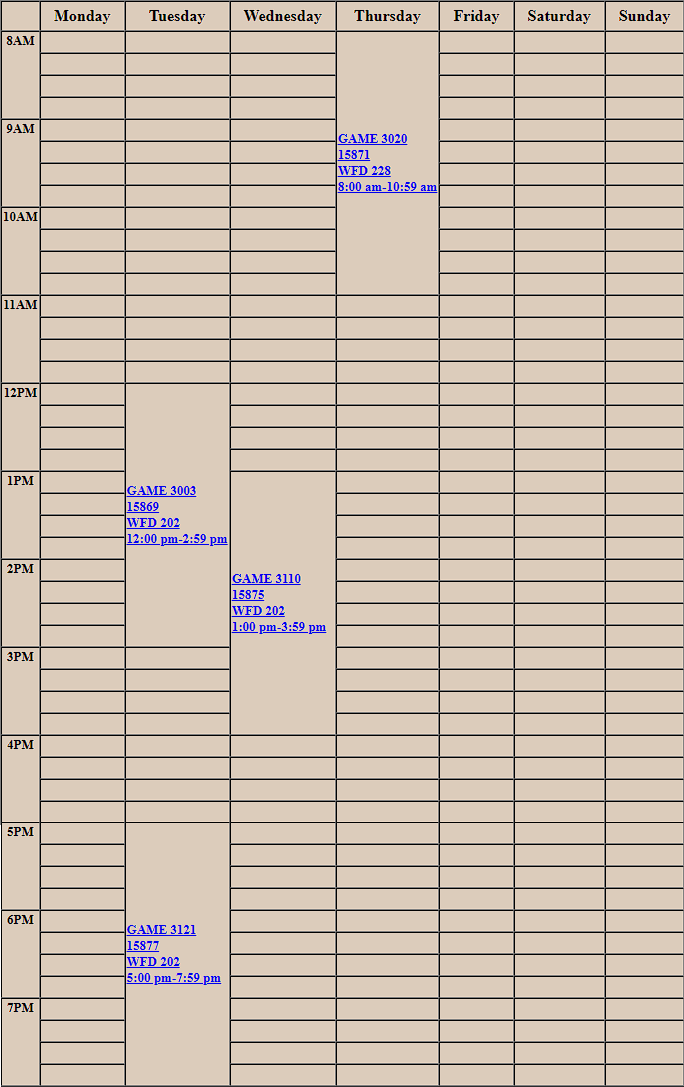 Monday Tuesday Wednesday Thursday Friday Saturday Sunday
8AM
9AM
GAME 3020
15871
WFD 228
8:00 am-10:59 am
10AM
11AM
12PM
1PM
GAME 3003
15869
WFD 202
12:00 pm-2:59 pm
2PM
GAME 3110
15875
WFD 202
1:00 pm-3:59 pm
3PM
4PM
5PM
6PM
GAME 3121
15877
WFD 202
5:00 pm-7:59 pm
7PM